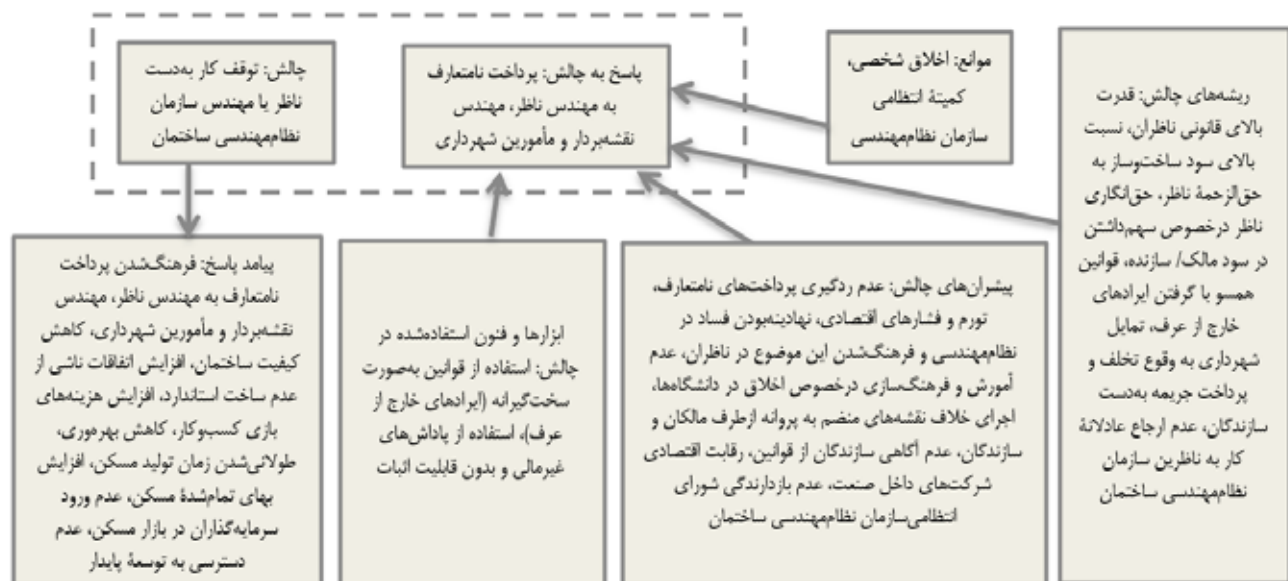 چالش: توقف کار به‌دست
ناظر یا مهندس سازمان
نظام‌مهندسی ساختمان
پاسخ به چالش: پرداخت نامتعارف
به مهندس ناظر، مهندس
نقشه‌بردار و مأمورین شهرداری
موانع: اخلاق شخصی،
کمیتهٔ انتظامی
سازمان نظام‌مهندسی
ریشه‌های چالش: قدرت
بالای قانونی ناظران، نسبت
بالای سود ساخت‌وساز به
حق‌الزحمهٔ ناظر، حق‌انگاری
ناظر درخصوص سهم‌داشتن
در سود مالک/ سازنده، قوانین
همسو با گرفتن ایرادهای
خارج از عرف، تمایل
شهرداری به وقوع تخلف و
پرداخت جریمه به‌دست
سازندگان، عدم ارجاع عادلانهٔ
کار به ناظرین سازمان
نظام‌مهندسی ساختمان
پیشران‌های چالش: عدم ردگیری پرداخت‌های نامتعارف،
تورم و فشارهای اقتصادی، نهادینه‌بودن فساد در
نظام‌مهندسی و فرهنگ‌شدن این موضوع در ناظران، عدم
آموزش و فرهنگ‌سازی درخصوص اخلاق در دانشگاه‌ها،
اجرای خلاف نقشه‌های منضم به پروانه ازطرف مالکان و
سازندگان، عدم آگاهی سازندگان از قوانین، رقابت اقتصادی
شرکت‌های داخل صنعت، عدم بازدارندگی شورای
انتظامی‌سازمان نظام‌مهندسی ساختمان
ابزارها و فنون استفاده‌شده در
چالش: استفاده از قوانین به‌صورت
سخت‌گیرانه (ایرادهای خارج از
عرف)، استفاده از پاداش‌های
غیرمالی و بدون قابلیت اثبات
پیامد پاسخ: فرهنگ‌شدن پرداخت
نامتعارف به مهندس ناظر، مهندس
نقشه‌بردار و مأمورین شهرداری، کاهش
کیفیت ساختمان، افزایش اتفاقات ناشی از
عدم ساخت استاندارد، افزایش هزینه‌های
بازی کسب‌وکار، کاهش بهره‌وری،
طولانی‌شدن زمان تولید مسکن، افزایش
بهای تمام‌شدهٔ مسکن، عدم ورود
سرمایه‌گذاران در بازار مسکن، عدم
دسترسی به توسعهٔ پایدار